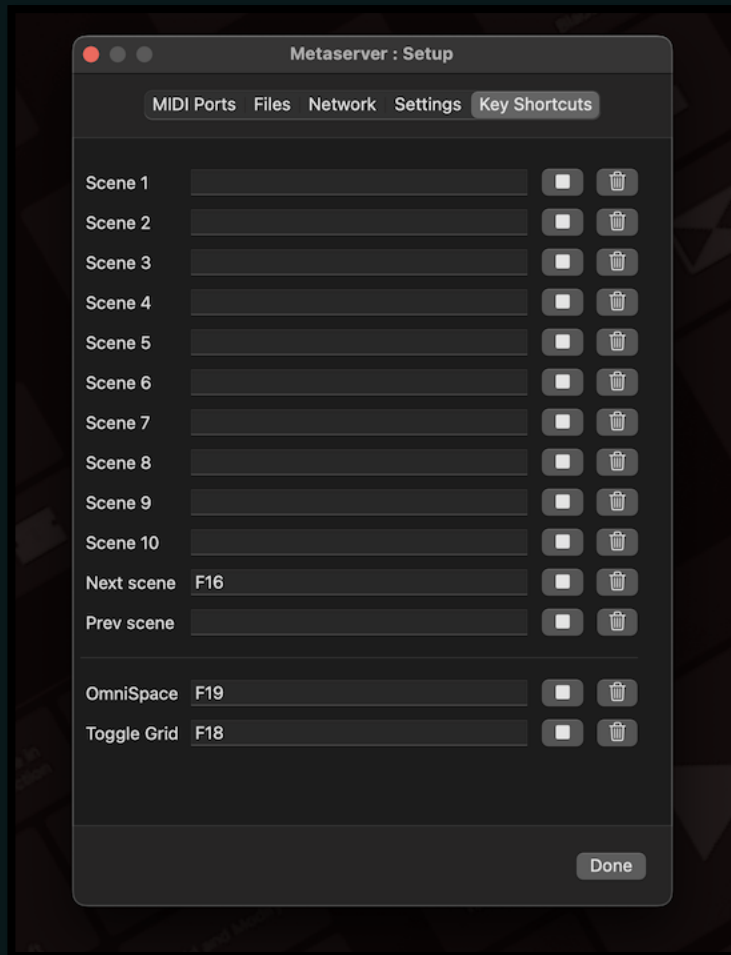 Metaserver : Setup
MIDI Ports Files Network Settings Key Shortcuts
Scene 1
Scene 2
Scene 3
Scene 4
Scene 5
Scene 6
Scene 7
Scene 8
Scene 9
Scene 10
Next scene F16
Prev scene
OmniSpace F19
Toggle Grid F18
Done